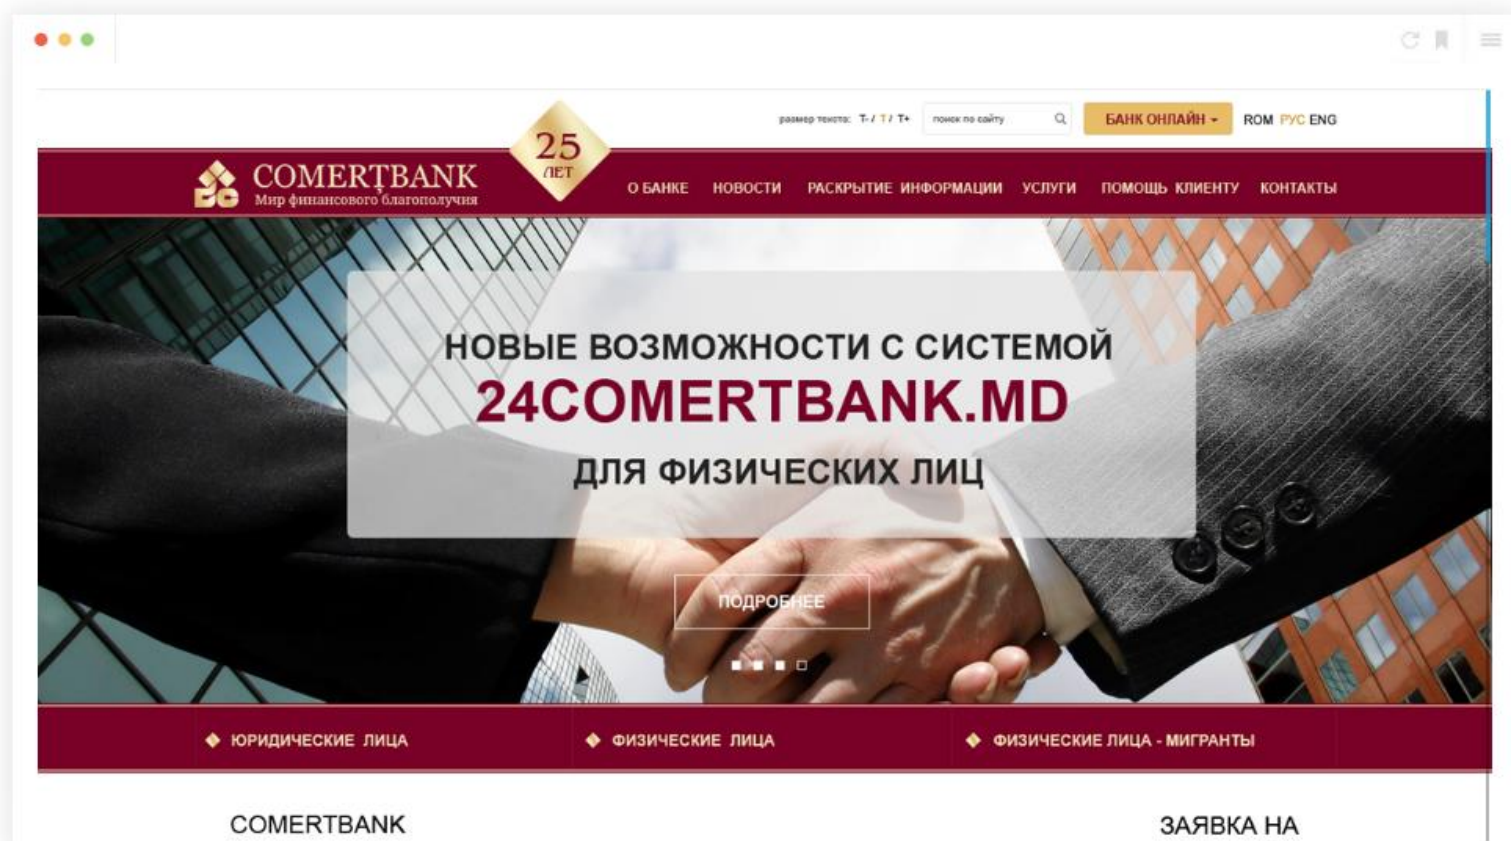 размер текста: T- / T / T+
поиск по сайту
БАНК ОНЛАЙН
ROM РУС ENG
25
ЛЕТ
COMERȚBANK
Мир финансового благополучия
О БАНКЕ
НОВОСТИ
РАСКРЫТИЕ ИНФОРМАЦИИ
УСЛУГИ
ПОМОЩЬ КЛИЕНТУ
КОНТАКТЫ
НОВЫЕ ВОЗМОЖНОСТИ С СИСТЕМОЙ
24COMERTBANK.MD
ДЛЯ ФИЗИЧЕСКИХ ЛИЦ
ПОДРОБНЕЕ
ЮРИДИЧЕСКИЕ ЛИЦА
ФИЗИЧЕСКИЕ ЛИЦА
ФИЗИЧЕСКИЕ ЛИЦА - МИГРАНТЫ
COMERTBANK
ЗАЯВКА НА